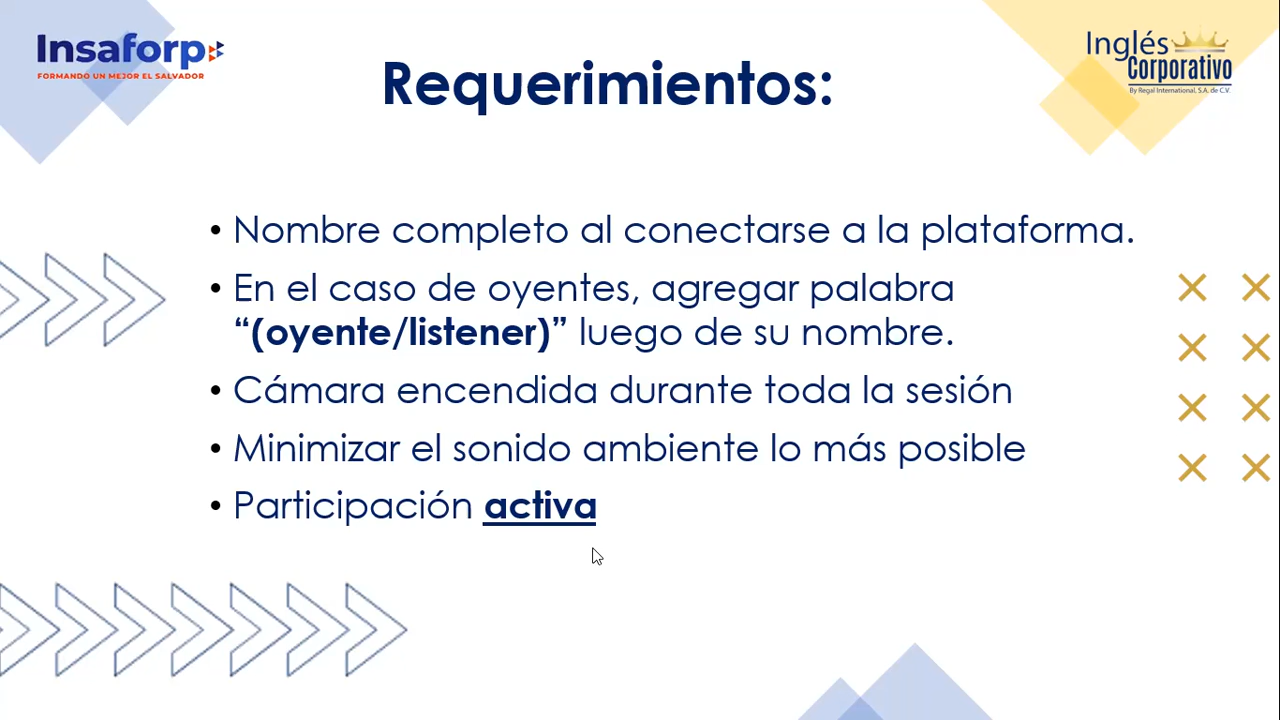 Insaforp
FORMANDO UN MEJOR EL SALVADOR
Inglés
Corporativo
By Regal International, S.A. de C.V.
Requerimientos:
• Nombre completo al conectarse a la plataforma.
• En el caso de oyentes, agregar palabra
“(oyente/listener)” luego de su nombre.
• Cámara encendida durante toda la sesión
• Minimizar el sonido ambiente lo más posible
• Participación activa